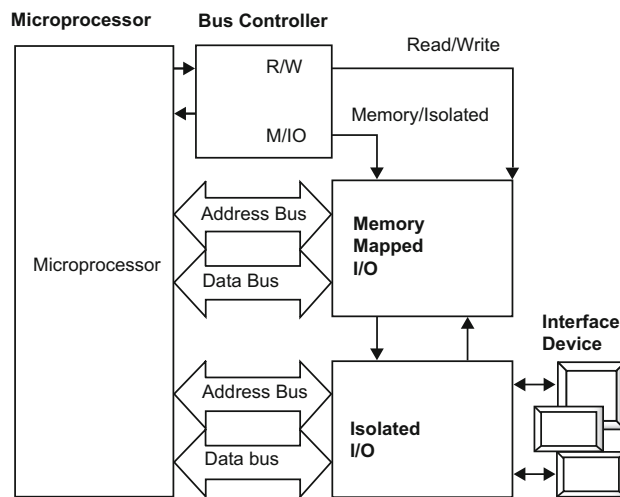 Microprocessor
Bus Controller
Read/Write
R/W
Memory/Isolated
M/IO
Address Bus
Memory
Mapped
I/O
Microprocessor
Data Bus
Interface
Device
Address Bus
Isolated
I/O
Data bus